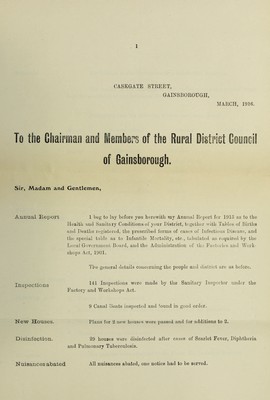 1
CASEGATE STREET,
GAINSBOROUGH,
MARCH, 1916.
To the Chairman and Members of the Rural District Council
of Gainsborough.
Sir, Madam and Gentlemen,
Annual Report
I beg to lay before you herewith my Annual Report for 1915 as to the
Health and Sanitary Conditions of your District, together with Tables of Births
and Deaths registered, the prescribed forms of cases of Infectious Disease, and
the special table as to Infantile Mortality, etc., tabulated as required by the
Local Government Board, and the Administration of the Factories and Work-
shops Act, 1901.
The general details concerning the people and district are as before.
Inspections
141 Inspections were made by the Sanitary Inspector under the
Factory and Workshops Act.
8 Canal Boats inspected and found in good order.
New Houses.
Plans for 2 new houses were passed and for additions to 2.
Disinfection.
39 houses were disinfected after cases of Scarlet Fever, Diphtheria
and Pulmonary Tuberculosis.
Nuisances abated
All nuisances abated, one notice had to be served.